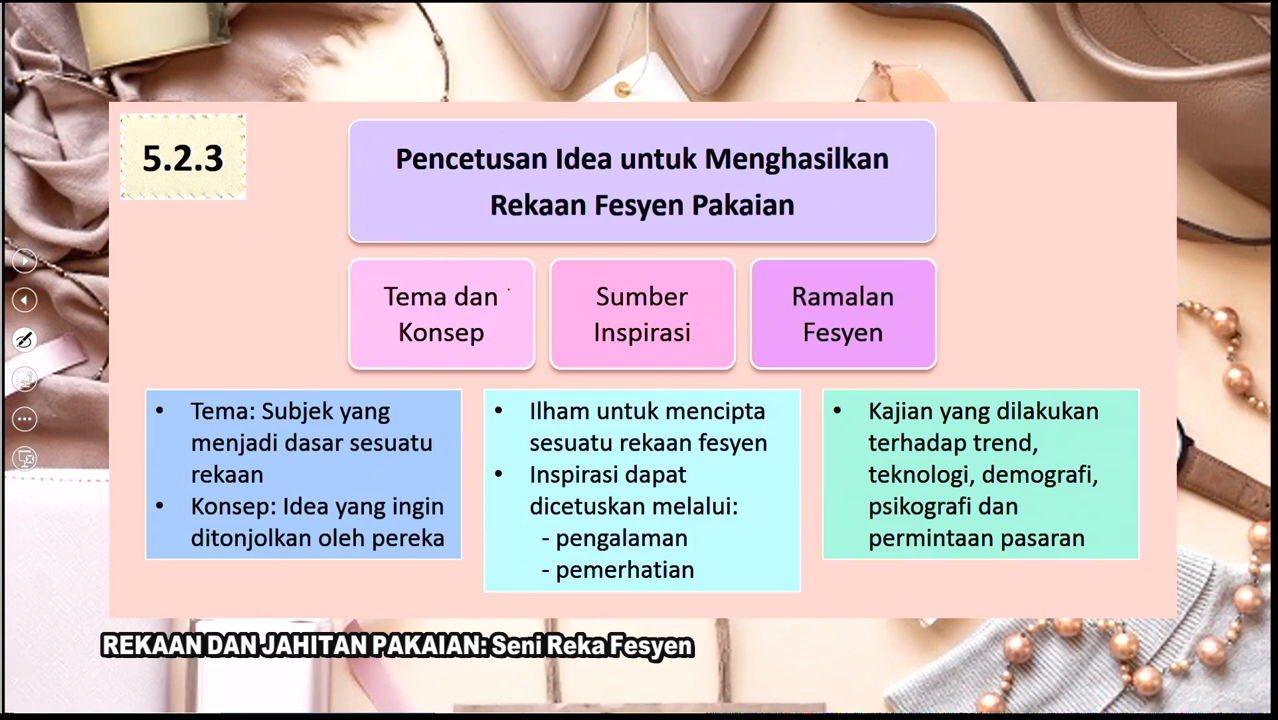 5.2.3
Pencetusan Idea untuk Menghasilkan
Rekaan Fesyen Pakaian
Tema dan
Konsep
Sumber
Inspirasi
Ramalan
Fesyen
• Tema: Subjek yang
menjadi dasar sesuatu
rekaan
• Konsep: Idea yang ingin
ditonjolkan oleh pereka
• Ilham untuk mencipta
sesuatu rekaan fesyen
• Inspirasi dapat
dicetuskan melalui:
- pengalaman
- pemerhatian
• Kajian yang dilakukan
terhadap trend,
teknologi, demografi,
psikografi dan
permintaan pasaran
REKAAN DAN JAHITAN PAKAIAN: Seni Reka Fesyen